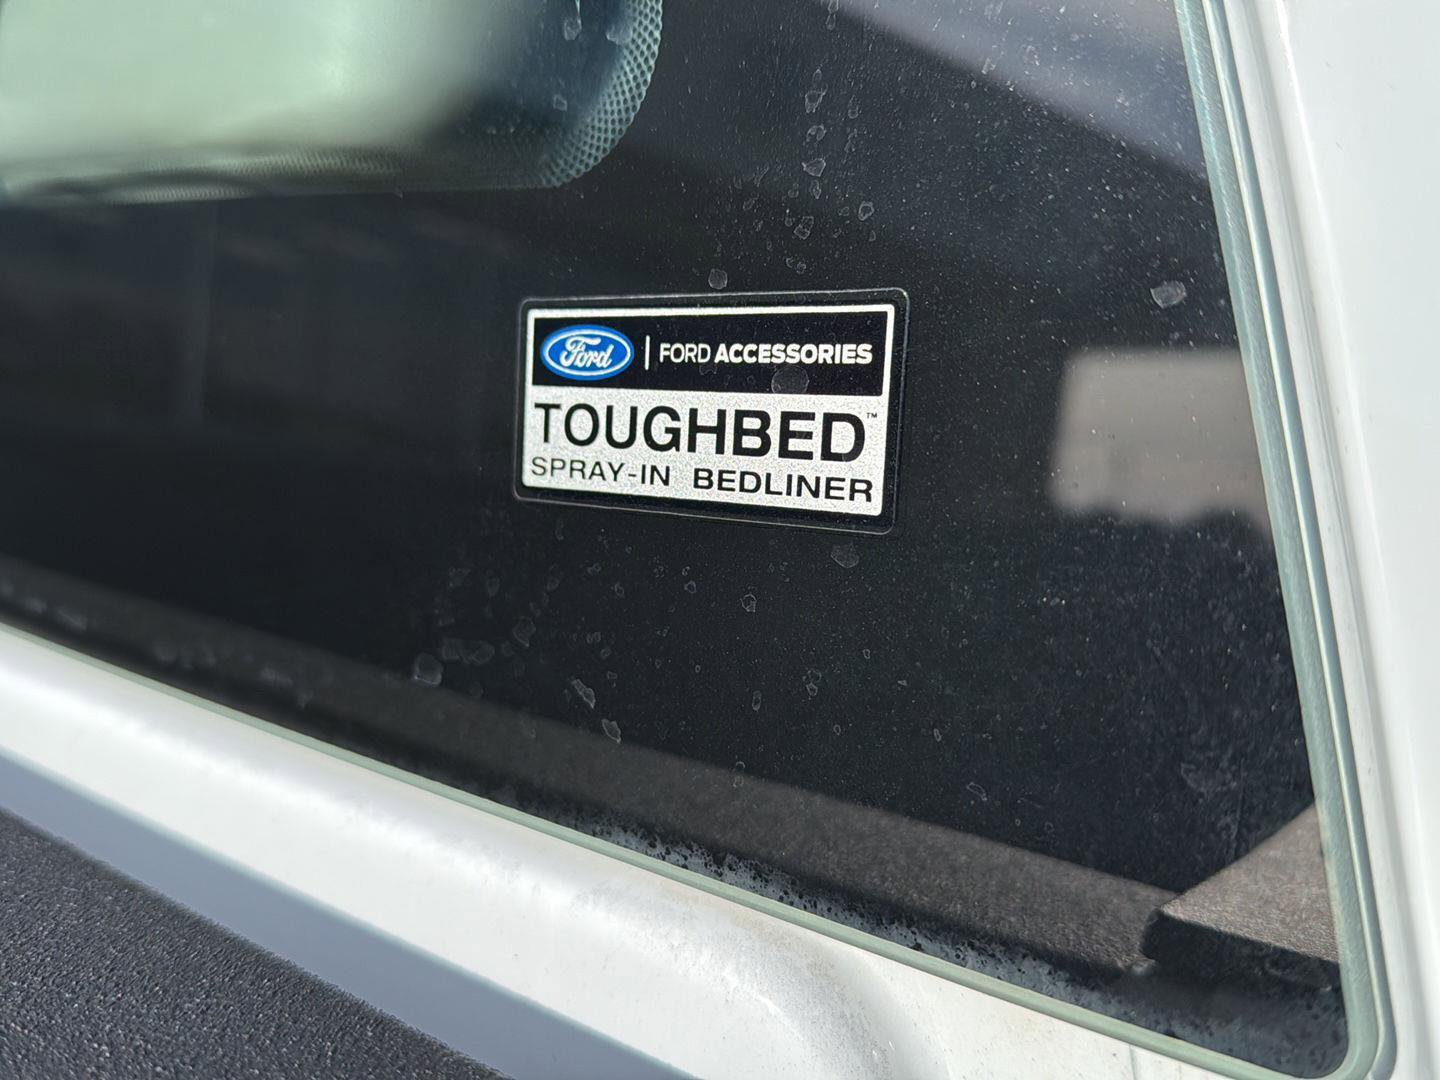 Ford | FORD ACCESSORIES
TOUGHBED™
SPRAY-IN BEDLINER